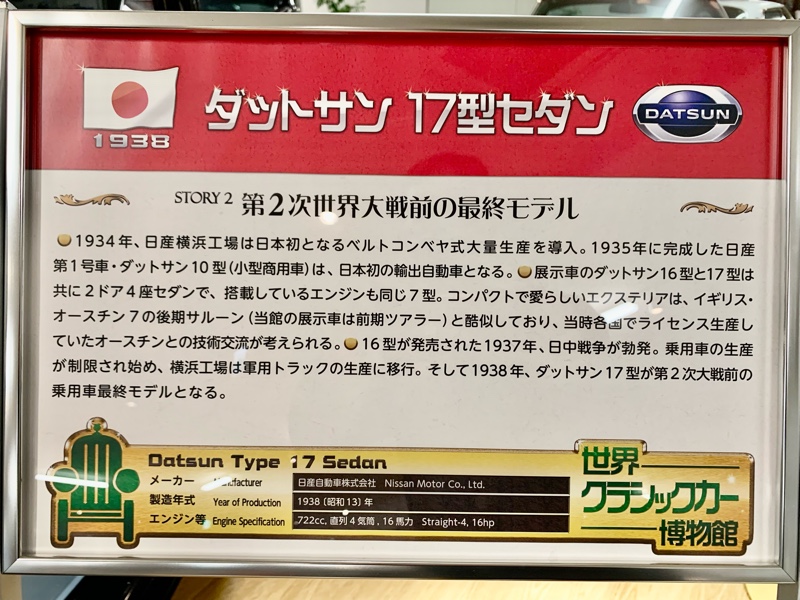 ダットサン 17型セダン
DATSUN
1938
STORY 2 第2次世界大戦前の最終モデル
●1934年、日産横浜工場は日本初となるベルトコンベヤ式大量生産を導入。1935年に完成した日産
第1号車・ダットサン10型（小型商用車）は、日本初の輸出自動車となる。●展示車のダットサン16型と17型は
共に2ドア4座セダンで、搭載しているエンジンも同じ7型。コンパクトで愛らしいエクステリアは、イギリス・
オースチン7の後期サルーン（当館の展示車は前期ツアラー）と酷似しており、当時各国でライセンス生産し
ていたオースチンとの技術交流が考えられる。●16型が発売された1937年、日中戦争が勃発。乗用車の生産
が制限され始め、横浜工場は軍用トラックの生産に移行。そして1938年、ダットサン17型が第2次大戦前の
乗用車最終モデルとなる。
Datsun Type 17 Sedan
メーカー Manufacturer 日産自動車株式会社 Nissan Motor Co., Ltd.
製造年式 Year of Production 1938〔昭和13〕年
エンジン等 Engine Specification 722cc, 直列4気筒, 16馬力 Straight-4, 16hp
世界
クラシックカー
博物館